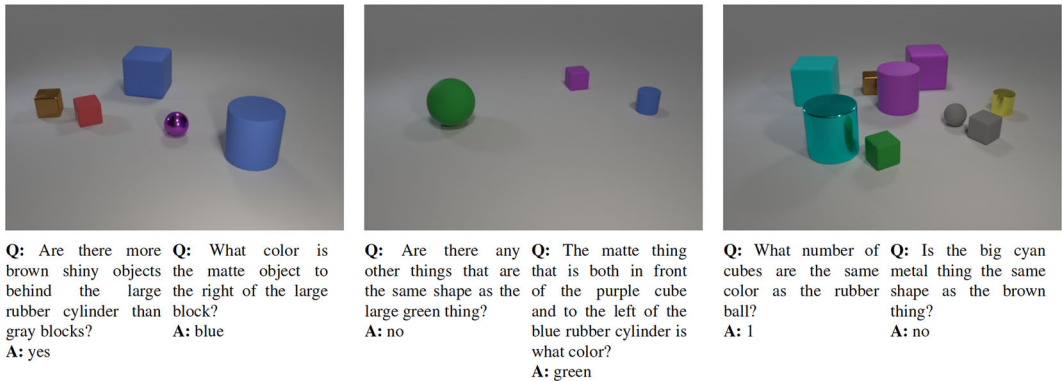 Q: Are there more
brown shiny objects
behind the large
rubber cylinder than
gray blocks?
A: yes
Q: What color is
the matte object to
the right of the large
block?
A: blue
Q: Are there any
other things that are
the same shape as the
large green thing?
A: no
Q: The matte thing
that is both in front
of the purple cube
and to the left of the
blue rubber cylinder is
what color?
A: green
Q: What number of
cubes are the same
color as the rubber
ball?
A: 1
Q: Is the big cyan
metal thing the same
shape as the brown
thing?
A: no